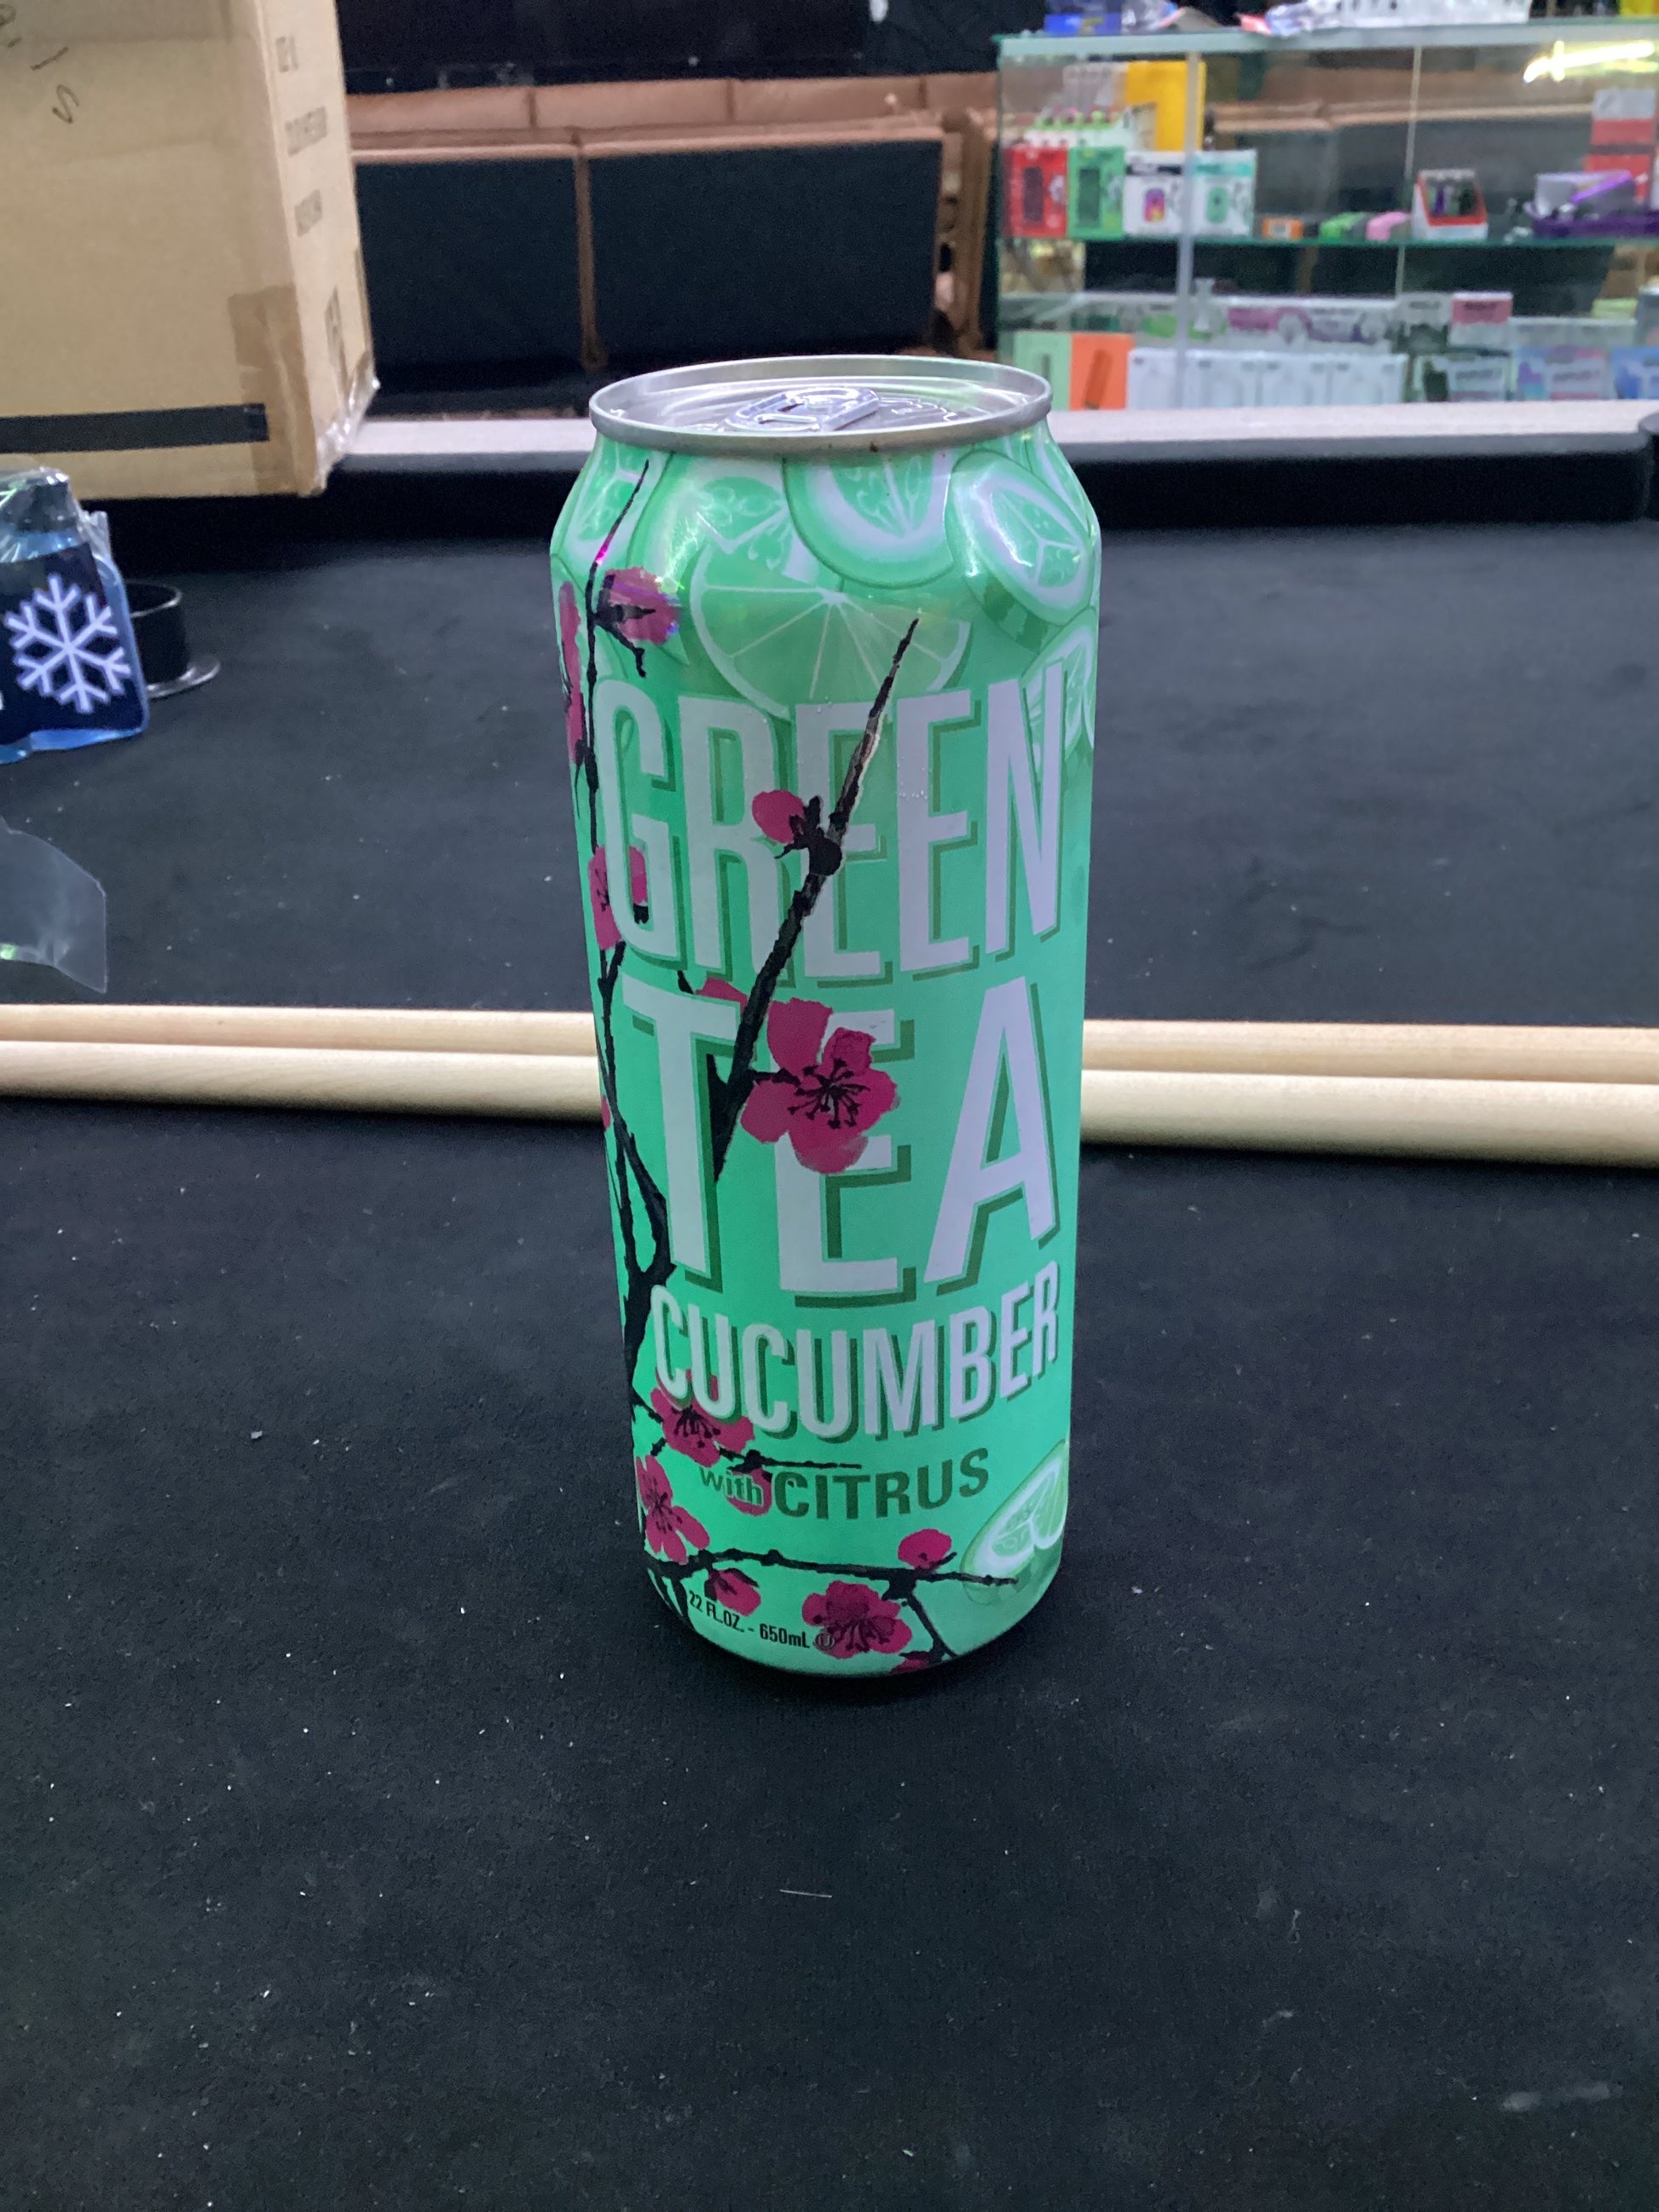 GREEN
TEA
CUCUMBER
with CITRUS
22 FL.OZ. - 650mL